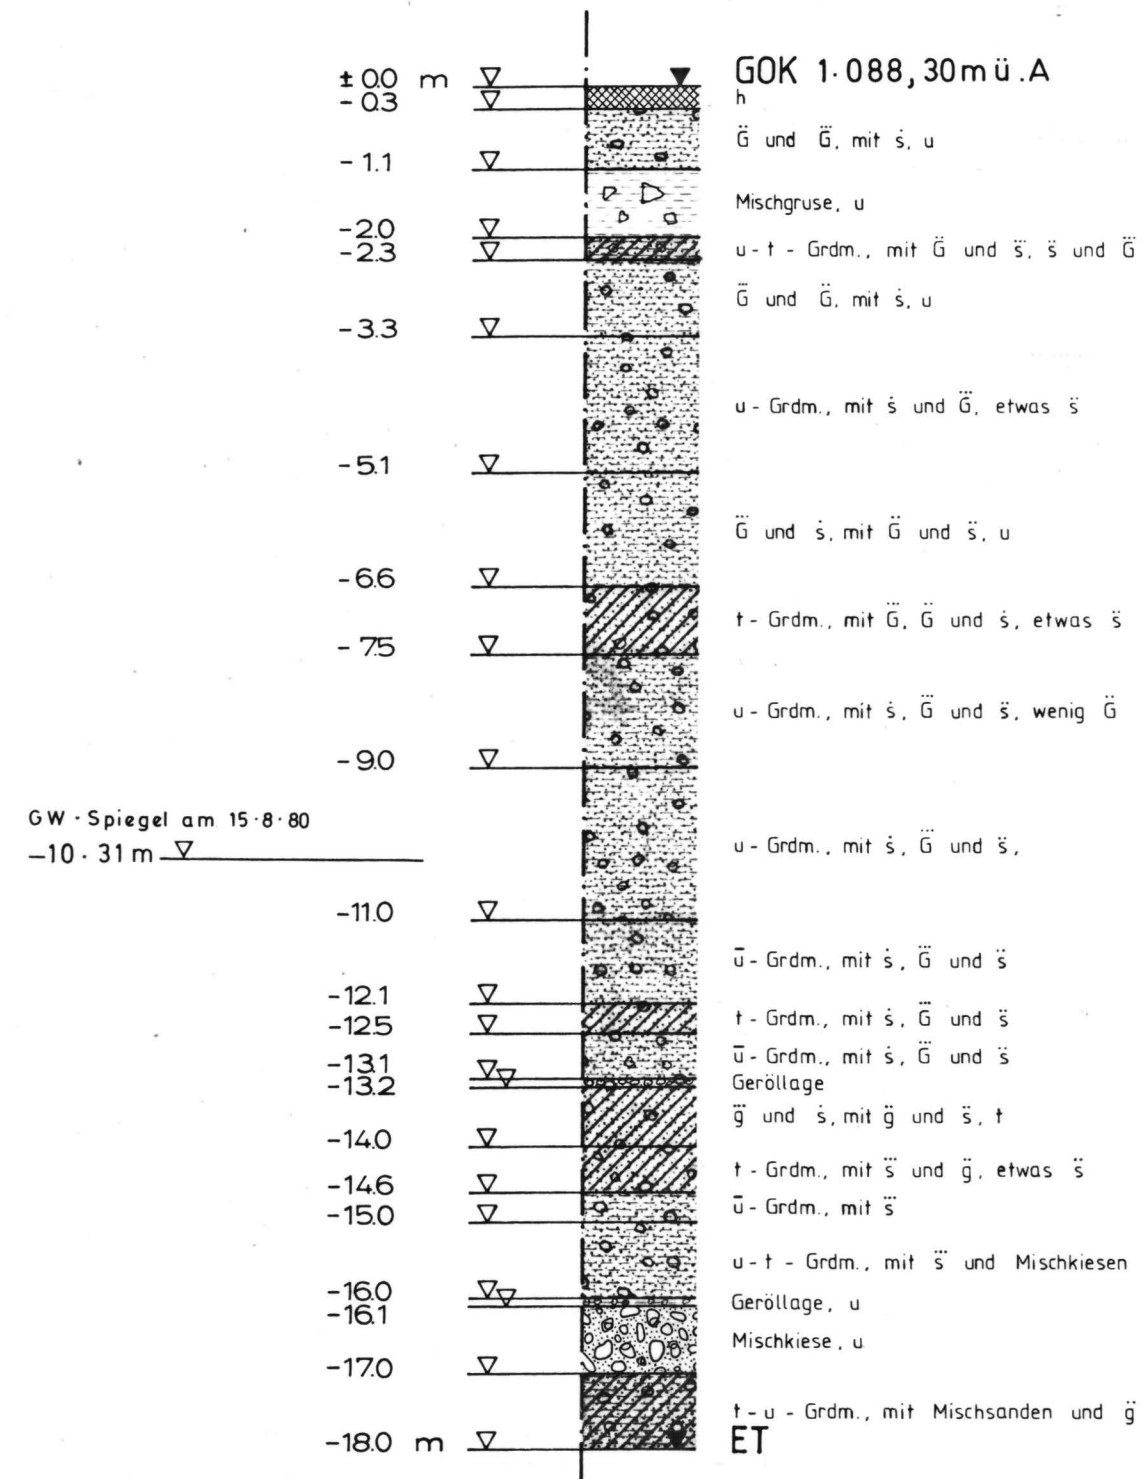 ± 0.0 m GOK 1·088,30mü.A
- 0.3 h
G̈ und G̈, mit ṡ, u
- 1.1
Mischgruse, u
-2.0
-2.3 u - t - Grdm., mit G̈ und s⃛, s̈ und G⃛
G⃛ und G̈, mit ṡ, u
-3.3
u - Grdm., mit ṡ und G⃛, etwas s̈
-5.1
G⃛ und ṡ, mit G̈ und s̈, u
-6.6
t - Grdm., mit G⃛, G̈ und ṡ, etwas s̈
- 7.5
u - Grdm., mit ṡ, G⃛ und s̈, wenig G̈
- 9.0
GW - Spiegel am 15·8·80
-10·31 m
u - Grdm., mit ṡ, G⃛ und s̈,
-11.0
ū - Grdm., mit ṡ, G⃛ und s̈
-12.1
t - Grdm., mit ṡ, G⃛ und s̈
-12.5
ū - Grdm., mit ṡ, G⃛ und s̈
-13.1
-13.2 Geröllage
g⃛ und ṡ, mit g̈ und s̈, t
-14.0
t - Grdm., mit s⃛ und g̈, etwas s̈
-14.6
ū - Grdm., mit s⃛
-15.0
u - t - Grdm., mit s⃛ und Mischkiesen
-16.0
Geröllage, u
-16.1
Mischkiese, u
-17.0
t - u - Grdm., mit Mischsanden und g̈
-18.0 m ET